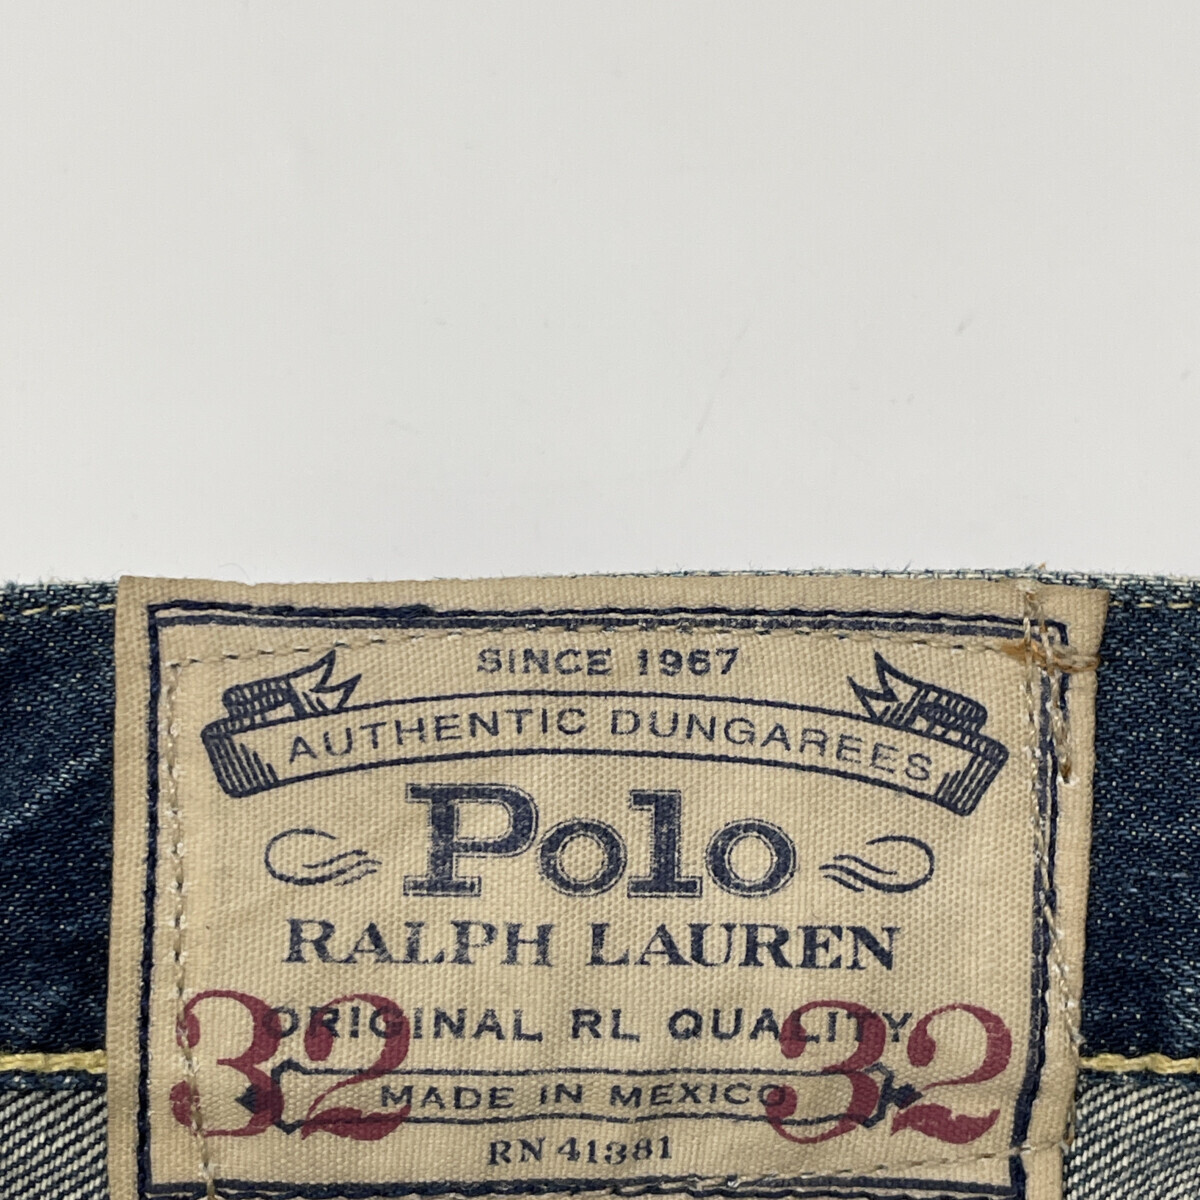 SINCE 1967
AUTHENTIC DUNGAREES
Polo
RALPH LAUREN
ORIGINAL RL QUALITY
32 32
MADE IN MEXICO
RN 41381